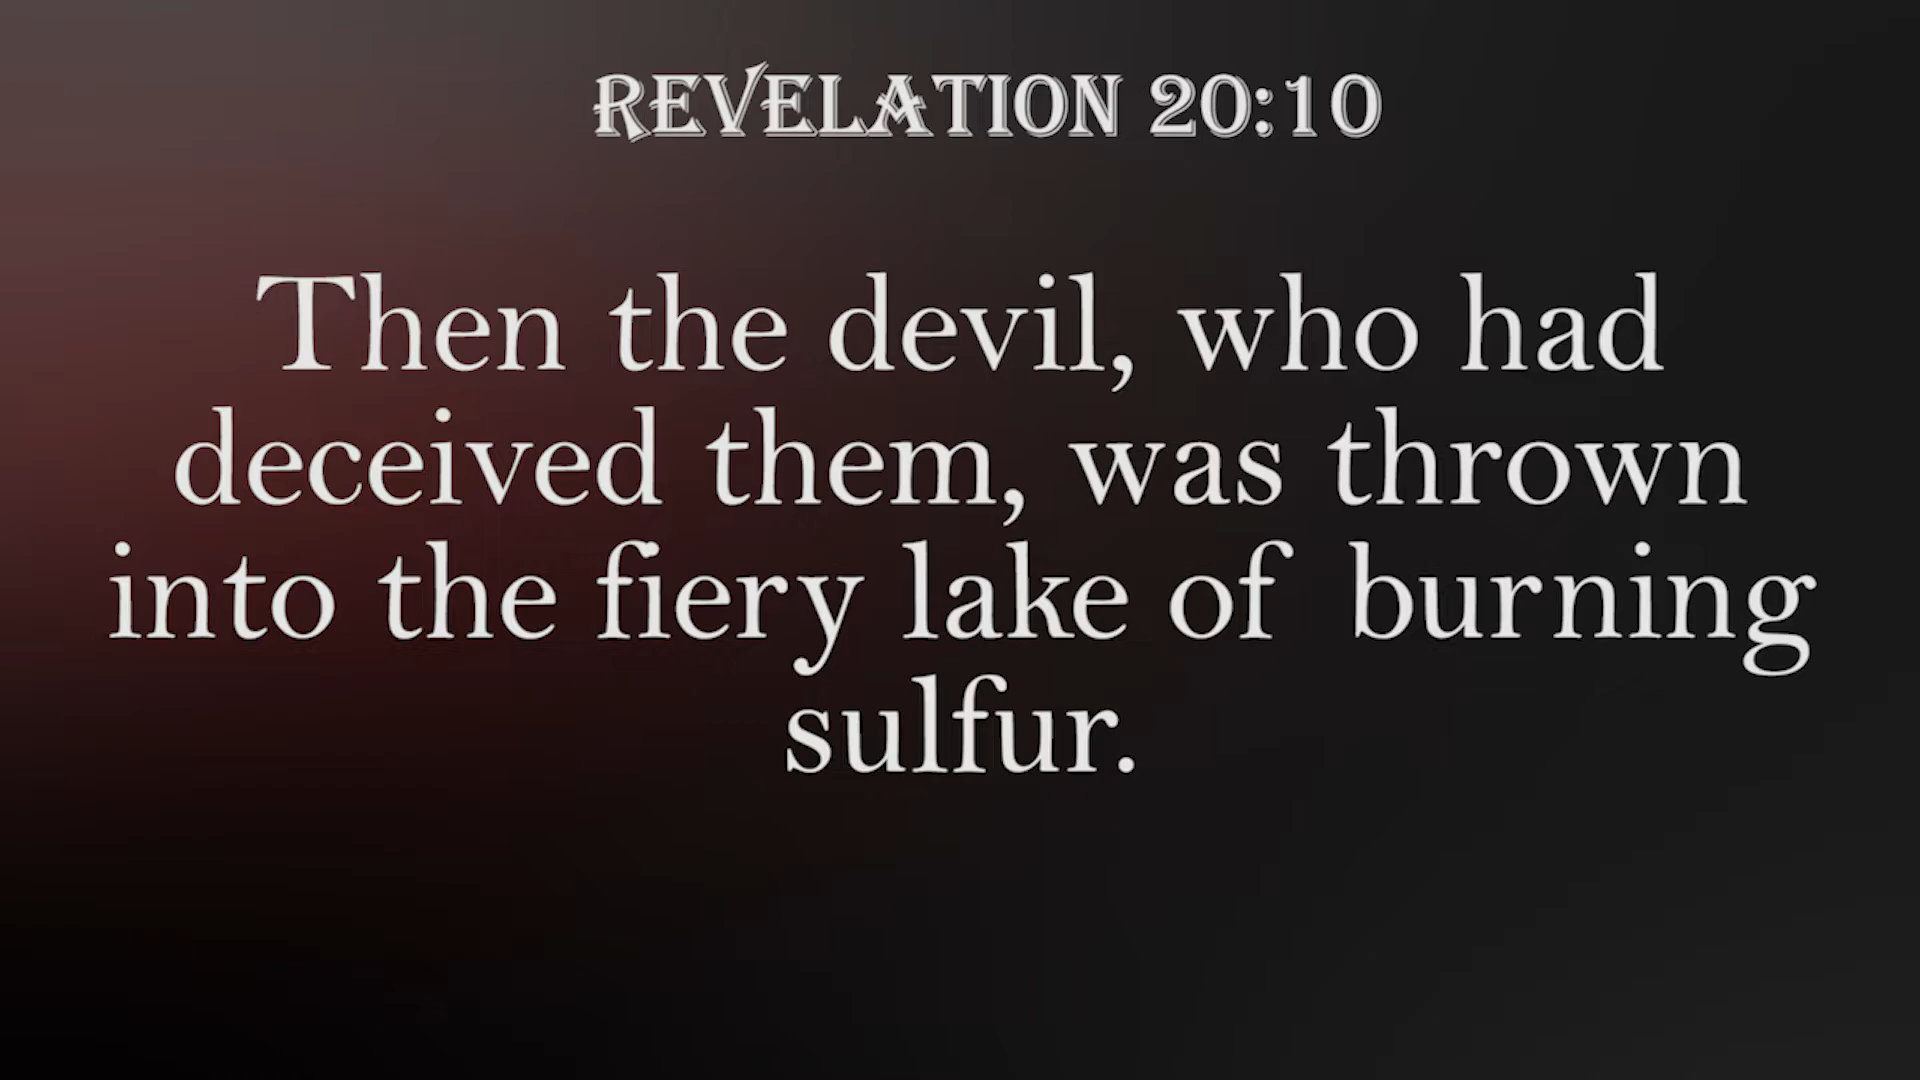 REVELATION 20:10
Then the devil, who had
deceived them, was thrown
into the fiery lake of burning
sulfur.